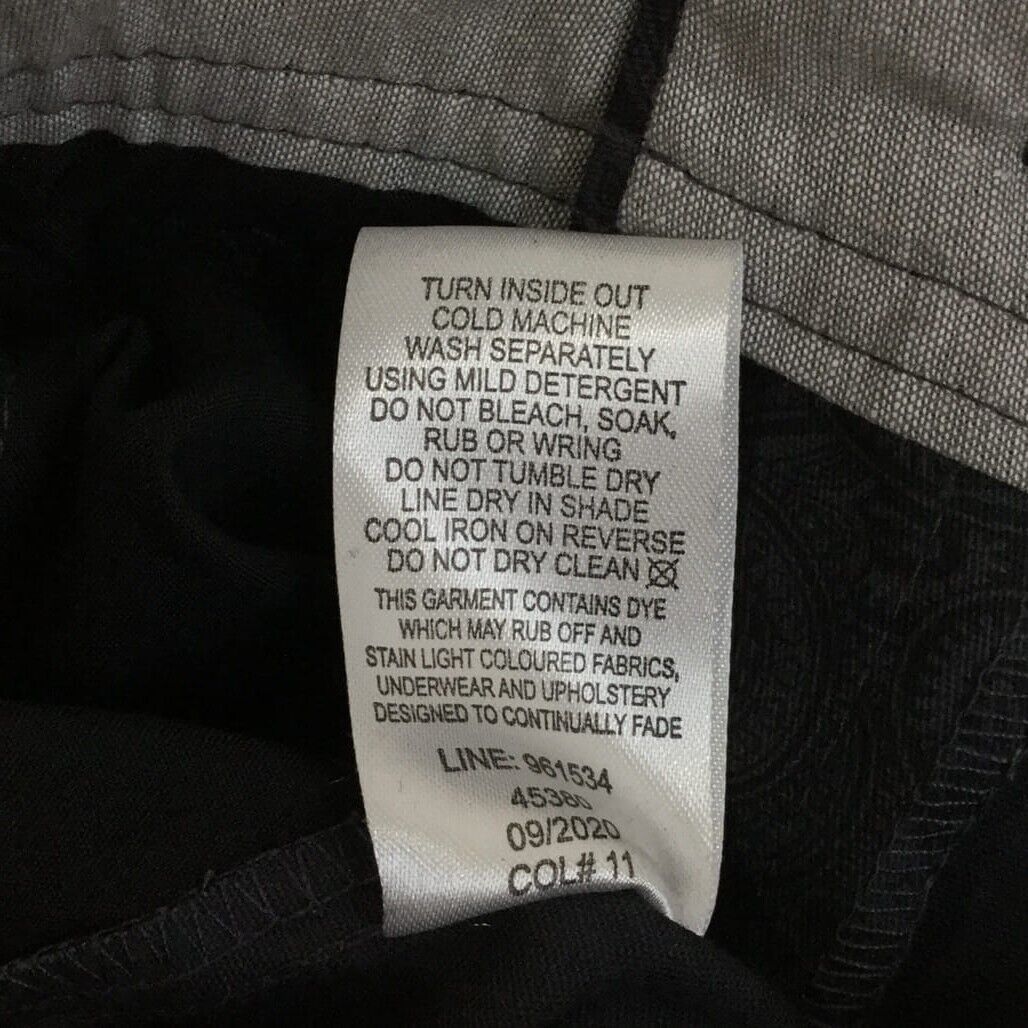 TURN INSIDE OUT
COLD MACHINE
WASH SEPARATELY
USING MILD DETERGENT
DO NOT BLEACH, SOAK,
RUB OR WRING
DO NOT TUMBLE DRY
LINE DRY IN SHADE
COOL IRON ON REVERSE
DO NOT DRY CLEAN
THIS GARMENT CONTAINS DYE
WHICH MAY RUB OFF AND
STAIN LIGHT COLOURED FABRICS,
UNDERWEAR AND UPHOLSTERY
DESIGNED TO CONTINUALLY FADE
LINE: 961534
45380
09/2020
COL# 11